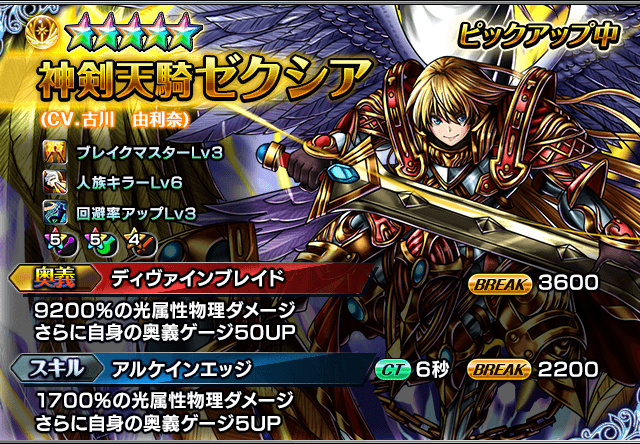 ピックアップ中
神剣天騎ゼクシア
(CV.古川 由利奈)
ブレイクマスターLv3
人族キラーLv6
回避率アップLv3
5 5 4
奥義 ディヴァインブレイド BREAK 3600
9200%の光属性物理ダメージ
さらに自身の奥義ゲージ50UP
スキル アルケインエッジ CT 6秒 BREAK 2200
1700%の光属性物理ダメージ
さらに自身の奥義ゲージ5UP